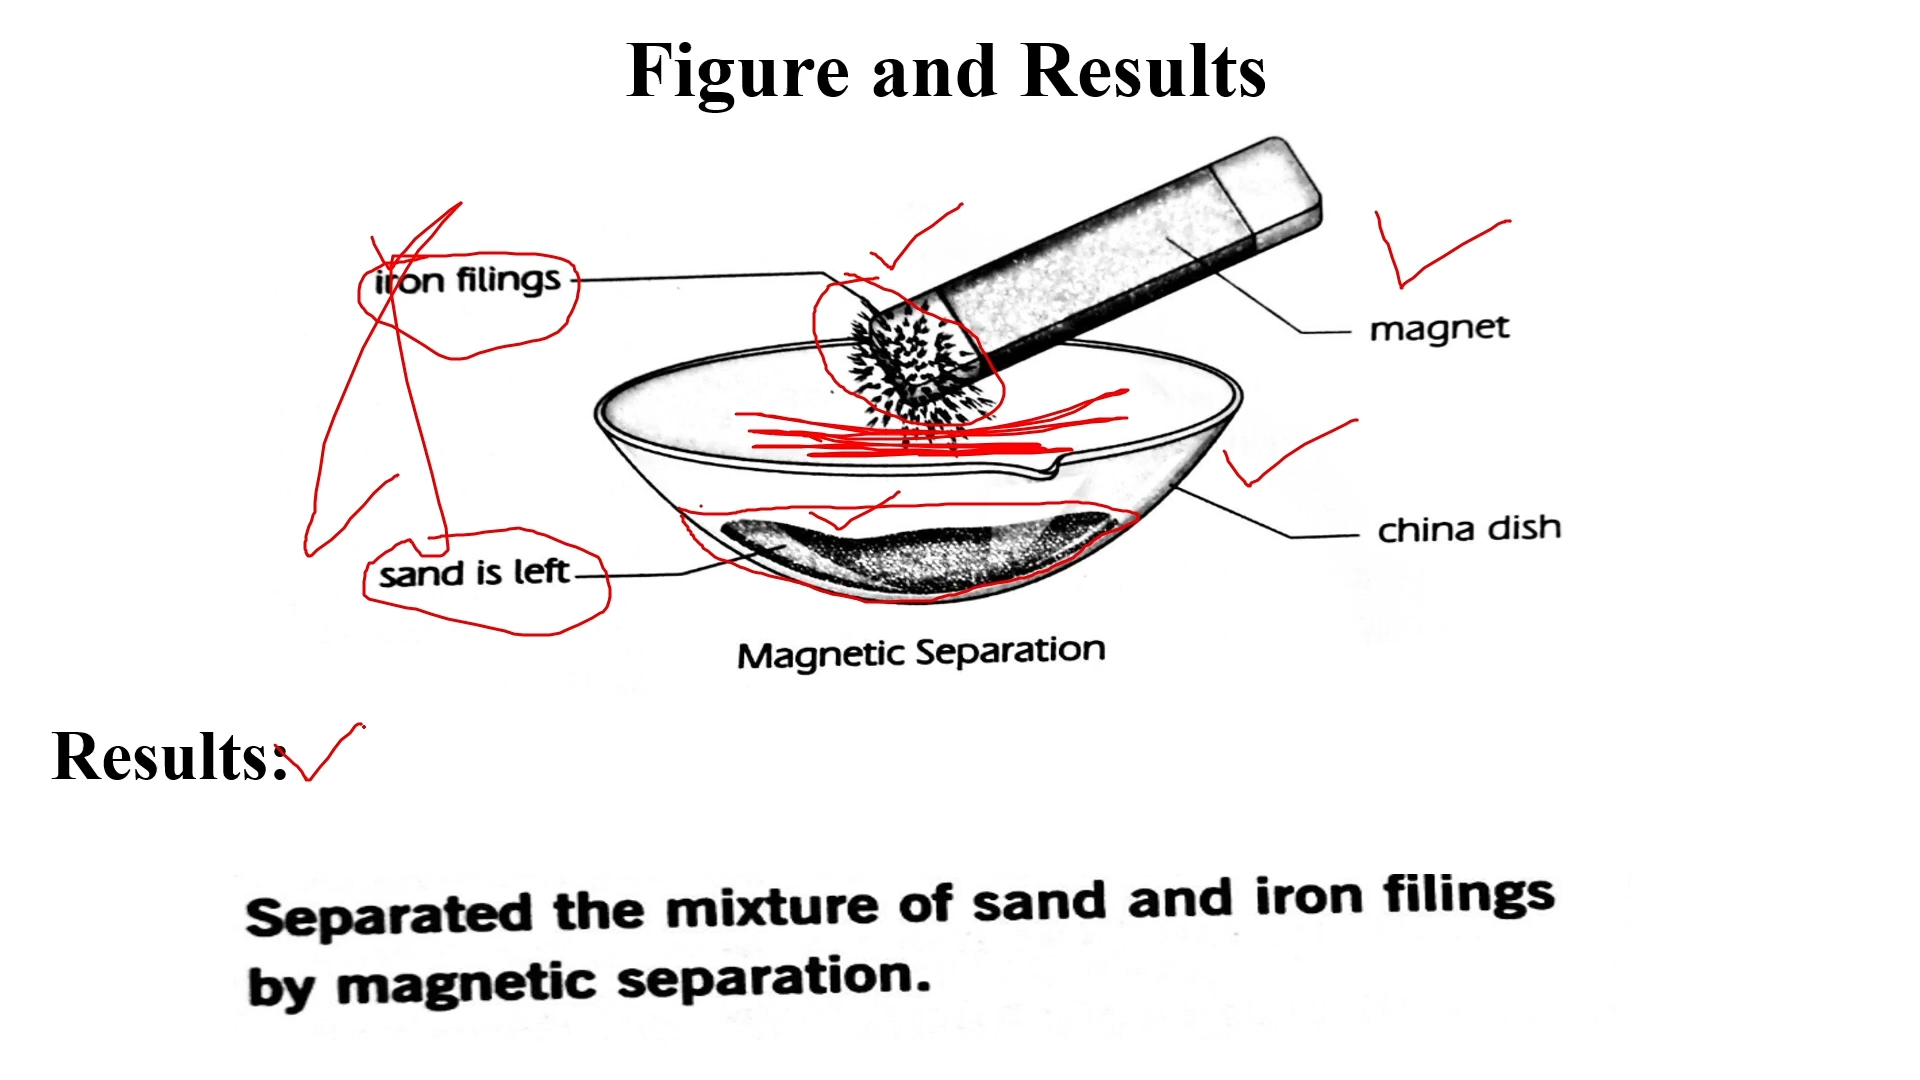 Figure and Results
iron filings
magnet
china dish
sand is left
Magnetic Separation
Results:
Separated the mixture of sand and iron filings
by magnetic separation.